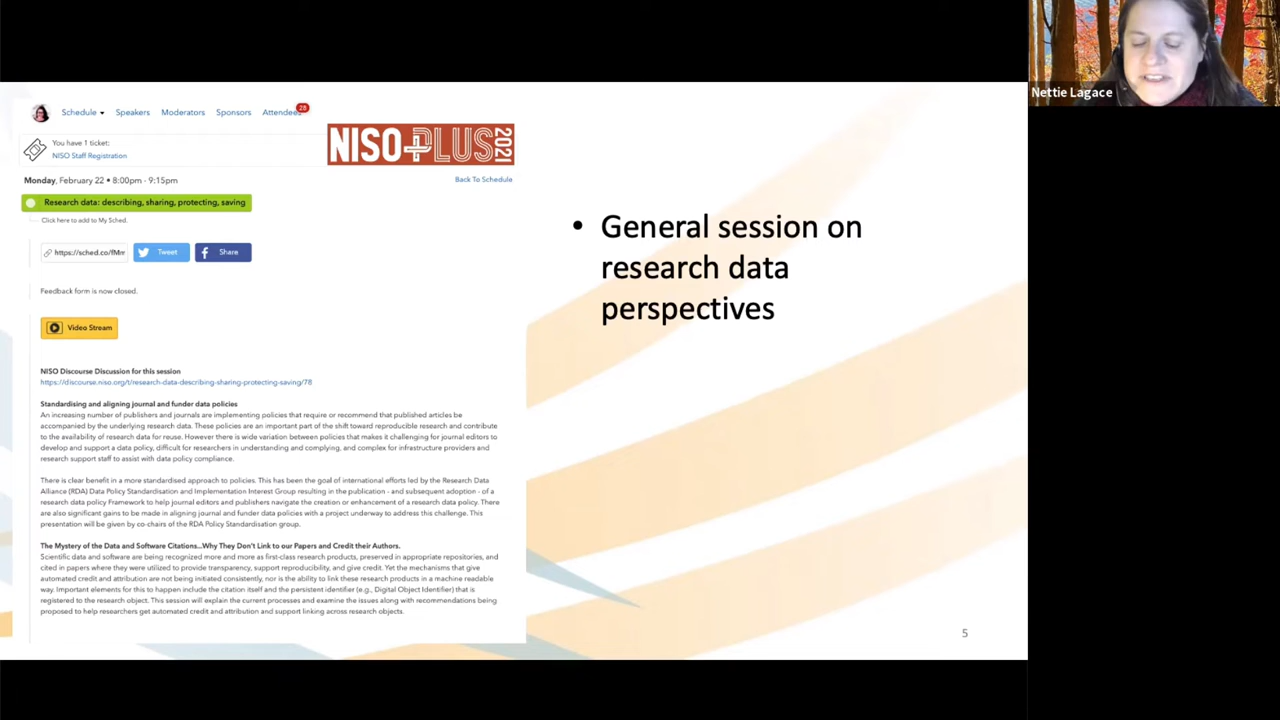 Schedule Speakers Moderators Sponsors Attendees 28
You have 1 ticket:
NISO Staff Registration
NISO PLUS 2021
Monday, February 22 • 8:00pm - 9:15pm
Back To Schedule
Research data: describing, sharing, protecting, saving
Click here to add to My Sched.
https://sched.co/fMm
Tweet
Share
Feedback form is now closed.
Video Stream
NISO Discourse Discussion for this session
https://discourse.niso.org/t/research-data-describing-sharing-protecting-saving/78
Standardising and aligning journal and funder data policies
An increasing number of publishers and journals are implementing policies that require or recommend that published articles be
accompanied by the underlying research data. These policies are an important part of the shift toward reproducible research and contribute
to the availability of research data for reuse. However there is wide variation between policies that makes it challenging for journal editors to
develop and support a data policy, difficult for researchers in understanding and complying, and complex for infrastructure providers and
research support staff to assist with data policy compliance.
There is clear benefit in a more standardised approach to policies. This has been the goal of international efforts led by the Research Data
Alliance (RDA) Data Policy Standardisation and Implementation Interest Group resulting in the publication - and subsequent adoption - of a
research data policy Framework to help journal editors and publishers navigate the creation or enhancement of a research data policy. There
are also significant gains to be made in aligning journal and funder data policies with a project underway to address this challenge. This
presentation will be given by co-chairs of the RDA Policy Standardisation group.
The Mystery of the Data and Software Citations...Why They Don't Link to our Papers and Credit their Authors.
Scientific data and software are being recognized more and more as first-class research products, preserved in appropriate repositories, and
cited in papers where they were utilized to provide transparency, support reproducibility, and give credit. Yet the mechanisms that give
automated credit and attribution are not being initiated consistently, nor is the ability to link these research products in a machine readable
way. Important elements for this to happen include the citation itself and the persistent identifier (e.g., Digital Object Identifier) that is
registered to the research object. This session will explain the current processes and examine the issues along with recommendations being
proposed to help researchers get automated credit and attribution and support linking across research objects.
• General session on
research data
perspectives
5
Nettie Lagace